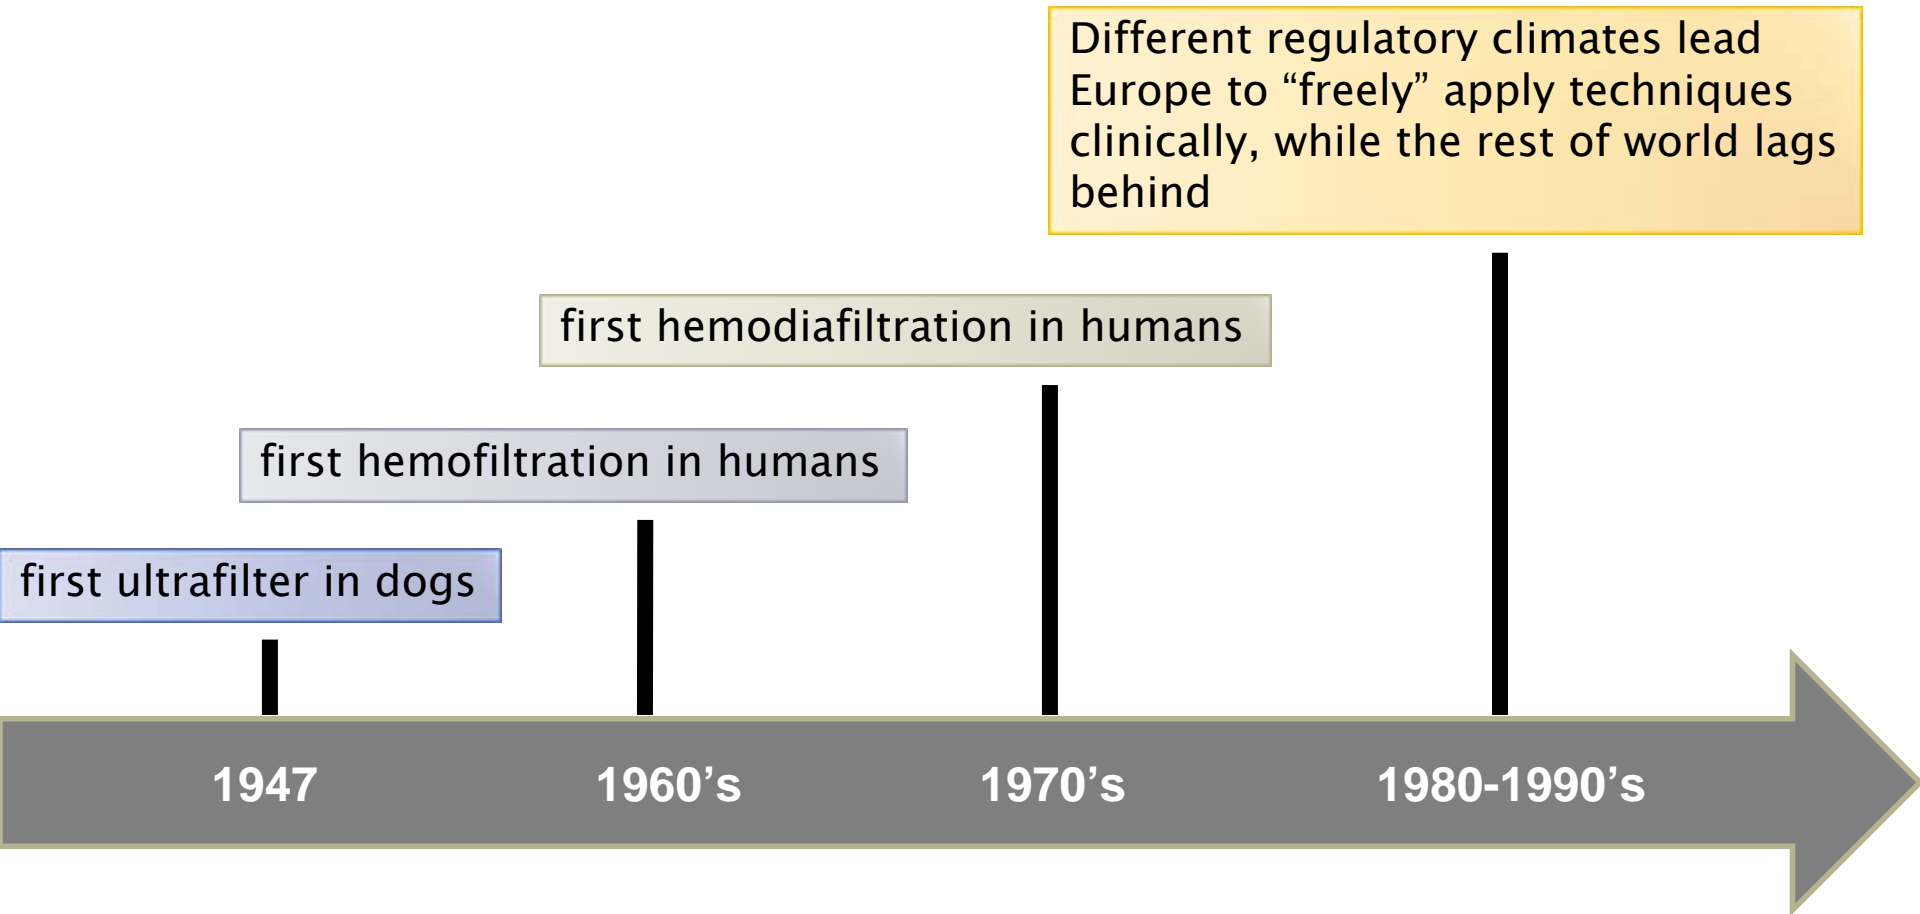 Different regulatory climates lead
Europe to “freely” apply techniques
clinically, while the rest of world lags
behind
first hemodiafiltration in humans
first hemofiltration in humans
first ultrafilter in dogs
1947
1960’s
1970’s
1980-1990’s